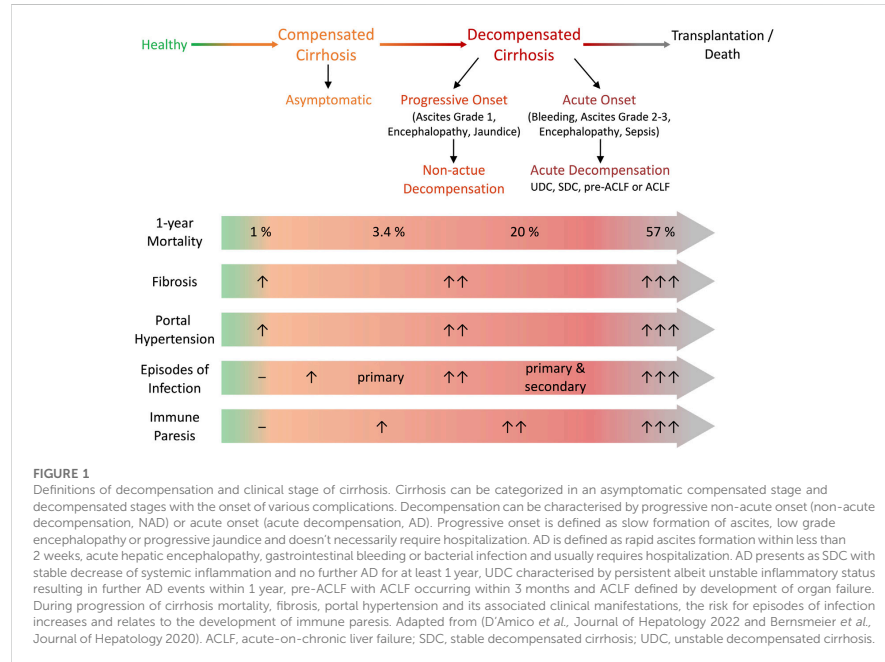 Healthy
Compensated
Cirrhosis
Decompensated
Cirrhosis
Transplantation /
Death
Asymptomatic
Progressive Onset
(Ascites Grade 1,
Encephalopathy, Jaundice)
Acute Onset
(Bleeding, Ascites Grade 2-3,
Encephalopathy, Sepsis)
Non-actue
Decompensation
Acute Decompensation
UDC, SDC, pre-ACLF or ACLF
1-year
Mortality
1 % 3.4 % 20 % 57 %
Fibrosis
↑ ↑↑ ↑↑↑
Portal
Hypertension
↑ ↑↑ ↑↑↑
Episodes of
Infection
– ↑ primary ↑↑ primary &
secondary ↑↑↑
Immune
Paresis
– ↑ ↑↑ ↑↑↑
FIGURE 1
Definitions of decompensation and clinical stage of cirrhosis. Cirrhosis can be categorized in an asymptomatic compensated stage and
decompensated stages with the onset of various complications. Decompensation can be characterised by progressive non-acute onset (non-acute
decompensation, NAD) or acute onset (acute decompensation, AD). Progressive onset is defined as slow formation of ascites, low grade
encephalopathy or progressive jaundice and doesn't necessarily require hospitalization. AD is defined as rapid ascites formation within less than
2 weeks, acute hepatic encephalopathy, gastrointestinal bleeding or bacterial infection and usually requires hospitalization. AD presents as SDC with
stable decrease of systemic inflammation and no further AD for at least 1 year, UDC characterised by persistent albeit unstable inflammatory status
resulting in further AD events within 1 year, pre-ACLF with ACLF occurring within 3 months and ACLF defined by development of organ failure.
During progression of cirrhosis mortality, fibrosis, portal hypertension and its associated clinical manifestations, the risk for episodes of infection
increases and relates to the development of immune paresis. Adapted from (D'Amico et al., Journal of Hepatology 2022 and Bernsmeier et al.,
Journal of Hepatology 2020). ACLF, acute-on-chronic liver failure; SDC, stable decompensated cirrhosis; UDC, unstable decompensated cirrhosis.